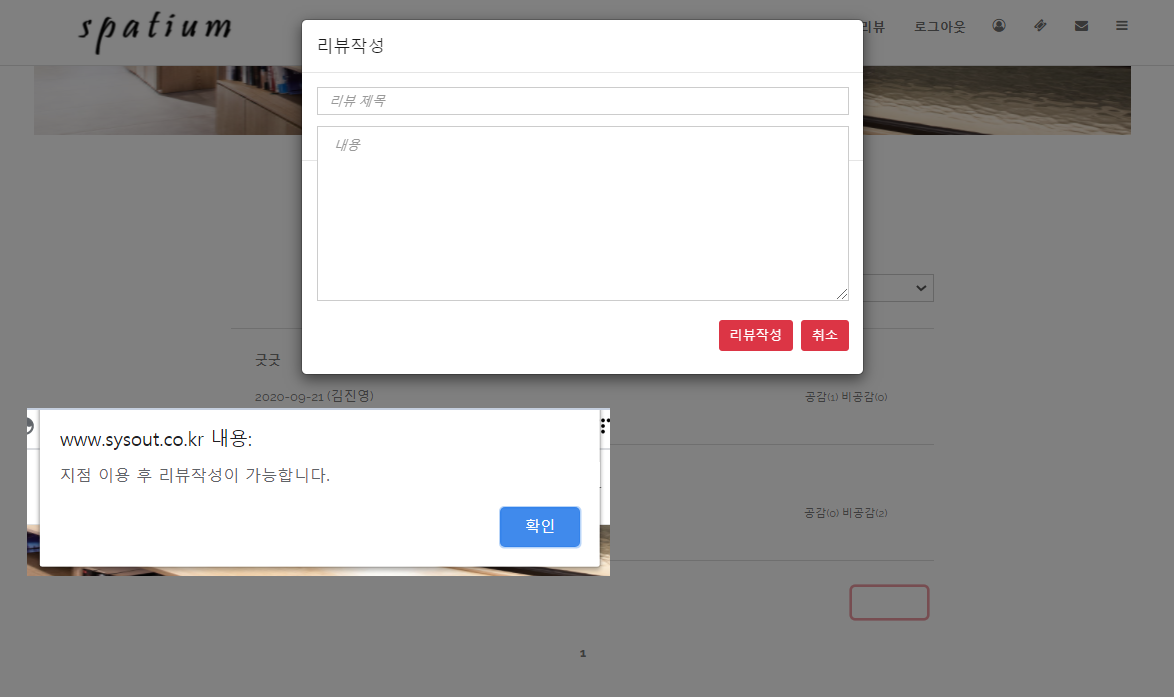 spatium
리뷰
로그아웃
리뷰작성
리뷰 제목
내용
리뷰작성
취소
굿굿
2020-09-21 (김진영)
공감(1) 비공감(0)
www.sysout.co.kr 내용:
지점 이용 후 리뷰작성이 가능합니다.
확인
공감(0) 비공감(2)
1